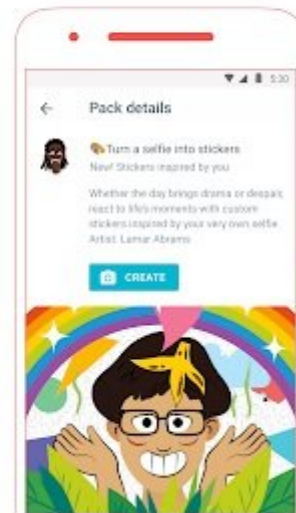 5:30
Pack details
Turn a selfie into stickers
New! Stickers inspired by you
Whether the day brings drama or despair,
react to life's moments with custom
stickers inspired by your very own selfie
Artist: Lamar Abrams
CREATE